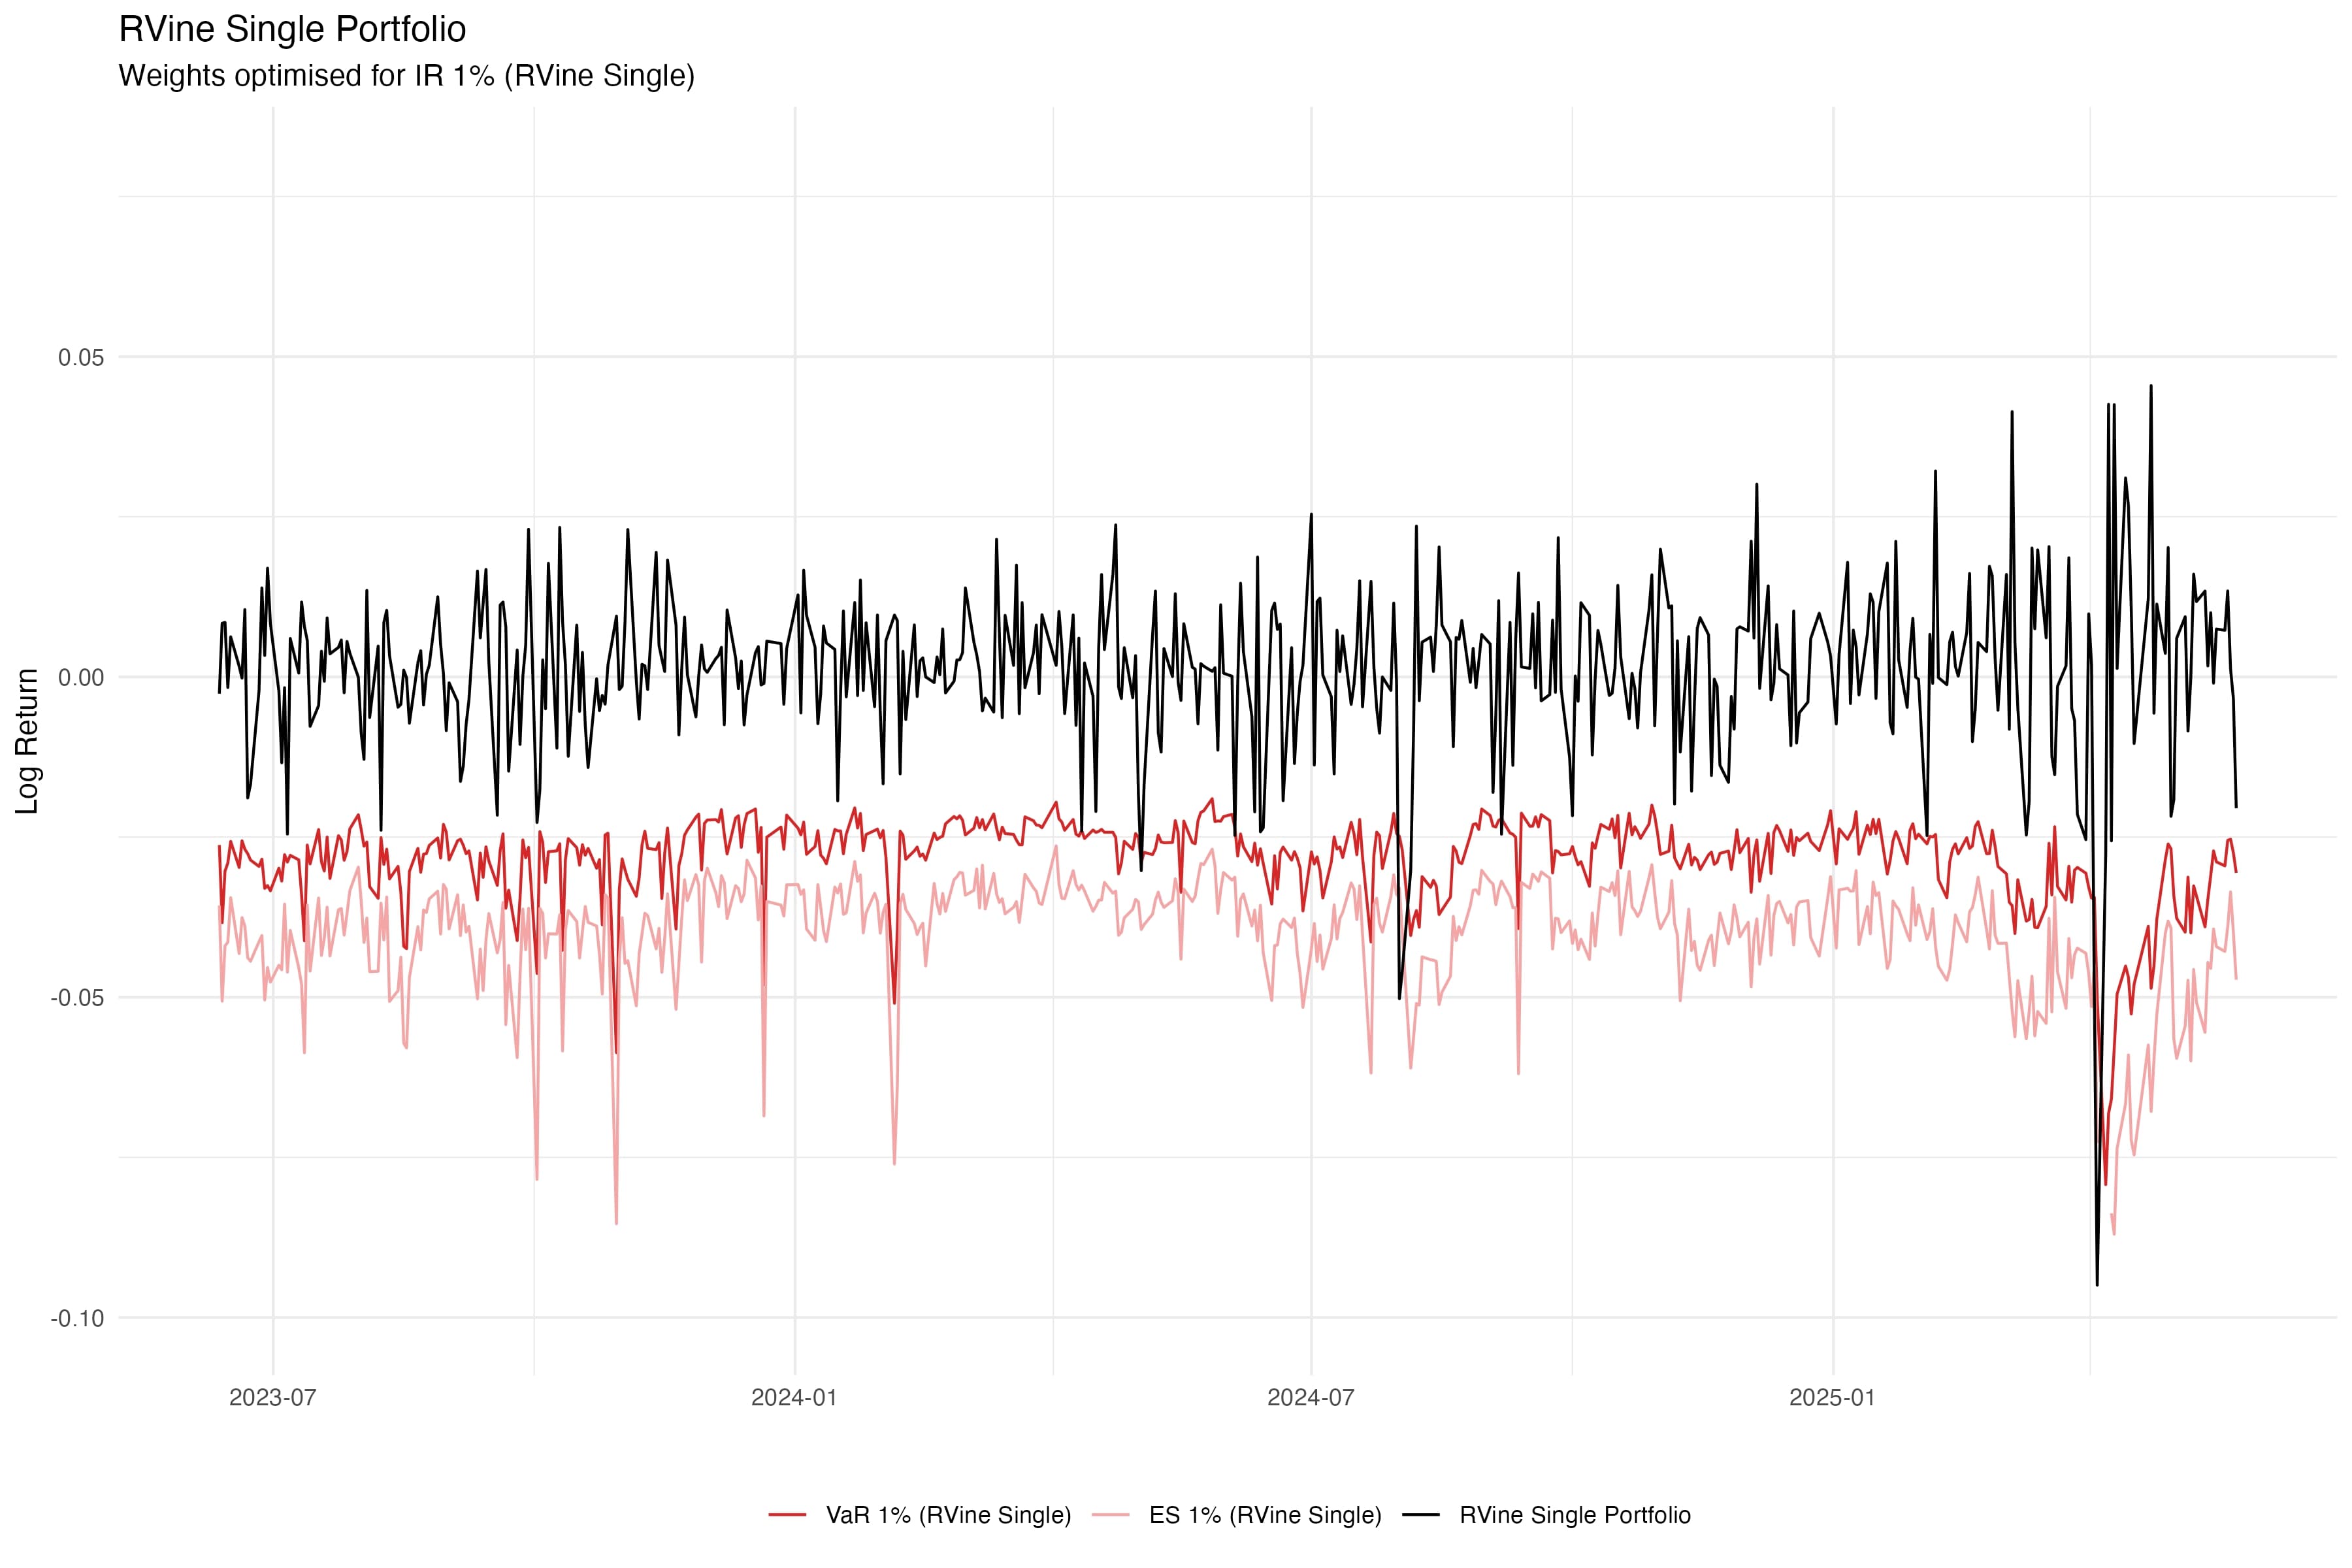 RVine Single Portfolio
Weights optimised for IR 1% (RVine Single)
Log Return
0.05
0.00
-0.05
-0.10
2023-07 2024-01 2024-07 2025-01
VaR 1% (RVine Single) ES 1% (RVine Single) RVine Single Portfolio